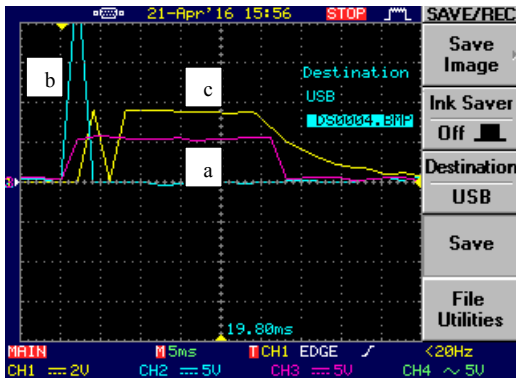 21-Apr'16 15:56 STOP SAVE/REC
Save
Image
b
Destination
c
USB
DS0004.BMP
Ink Saver
Off
Destination
USB
a
Save
File
Utilities
19.80ms
MAIN M 5ms T CH1 EDGE <20Hz
CH1 2V CH2 5V CH3 5V CH4 5V